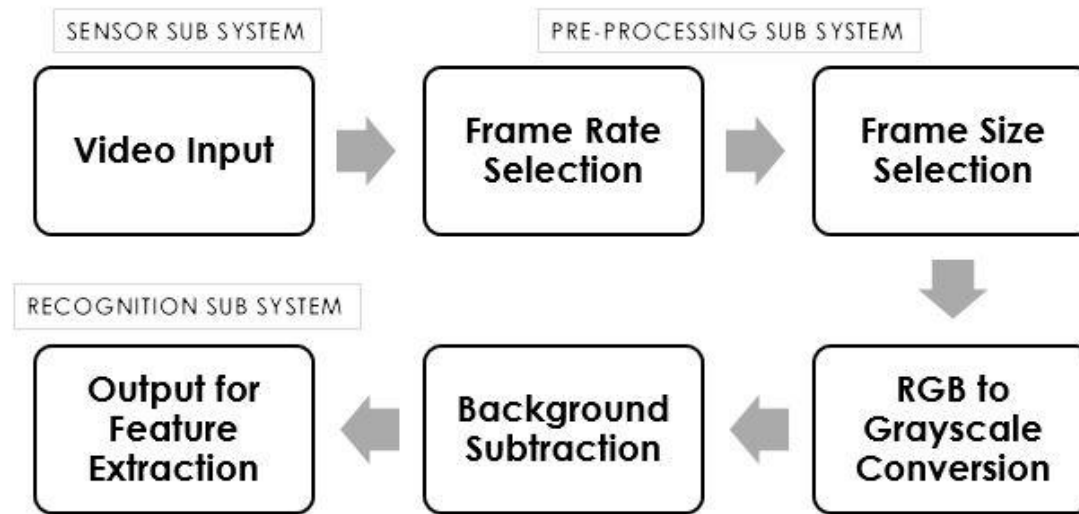 SENSOR SUB SYSTEM
PRE-PROCESSING SUB SYSTEM
Video Input
Frame Rate
Selection
Frame Size
Selection
RECOGNITION SUB SYSTEM
Output for
Feature
Extraction
Background
Subtraction
RGB to
Grayscale
Conversion